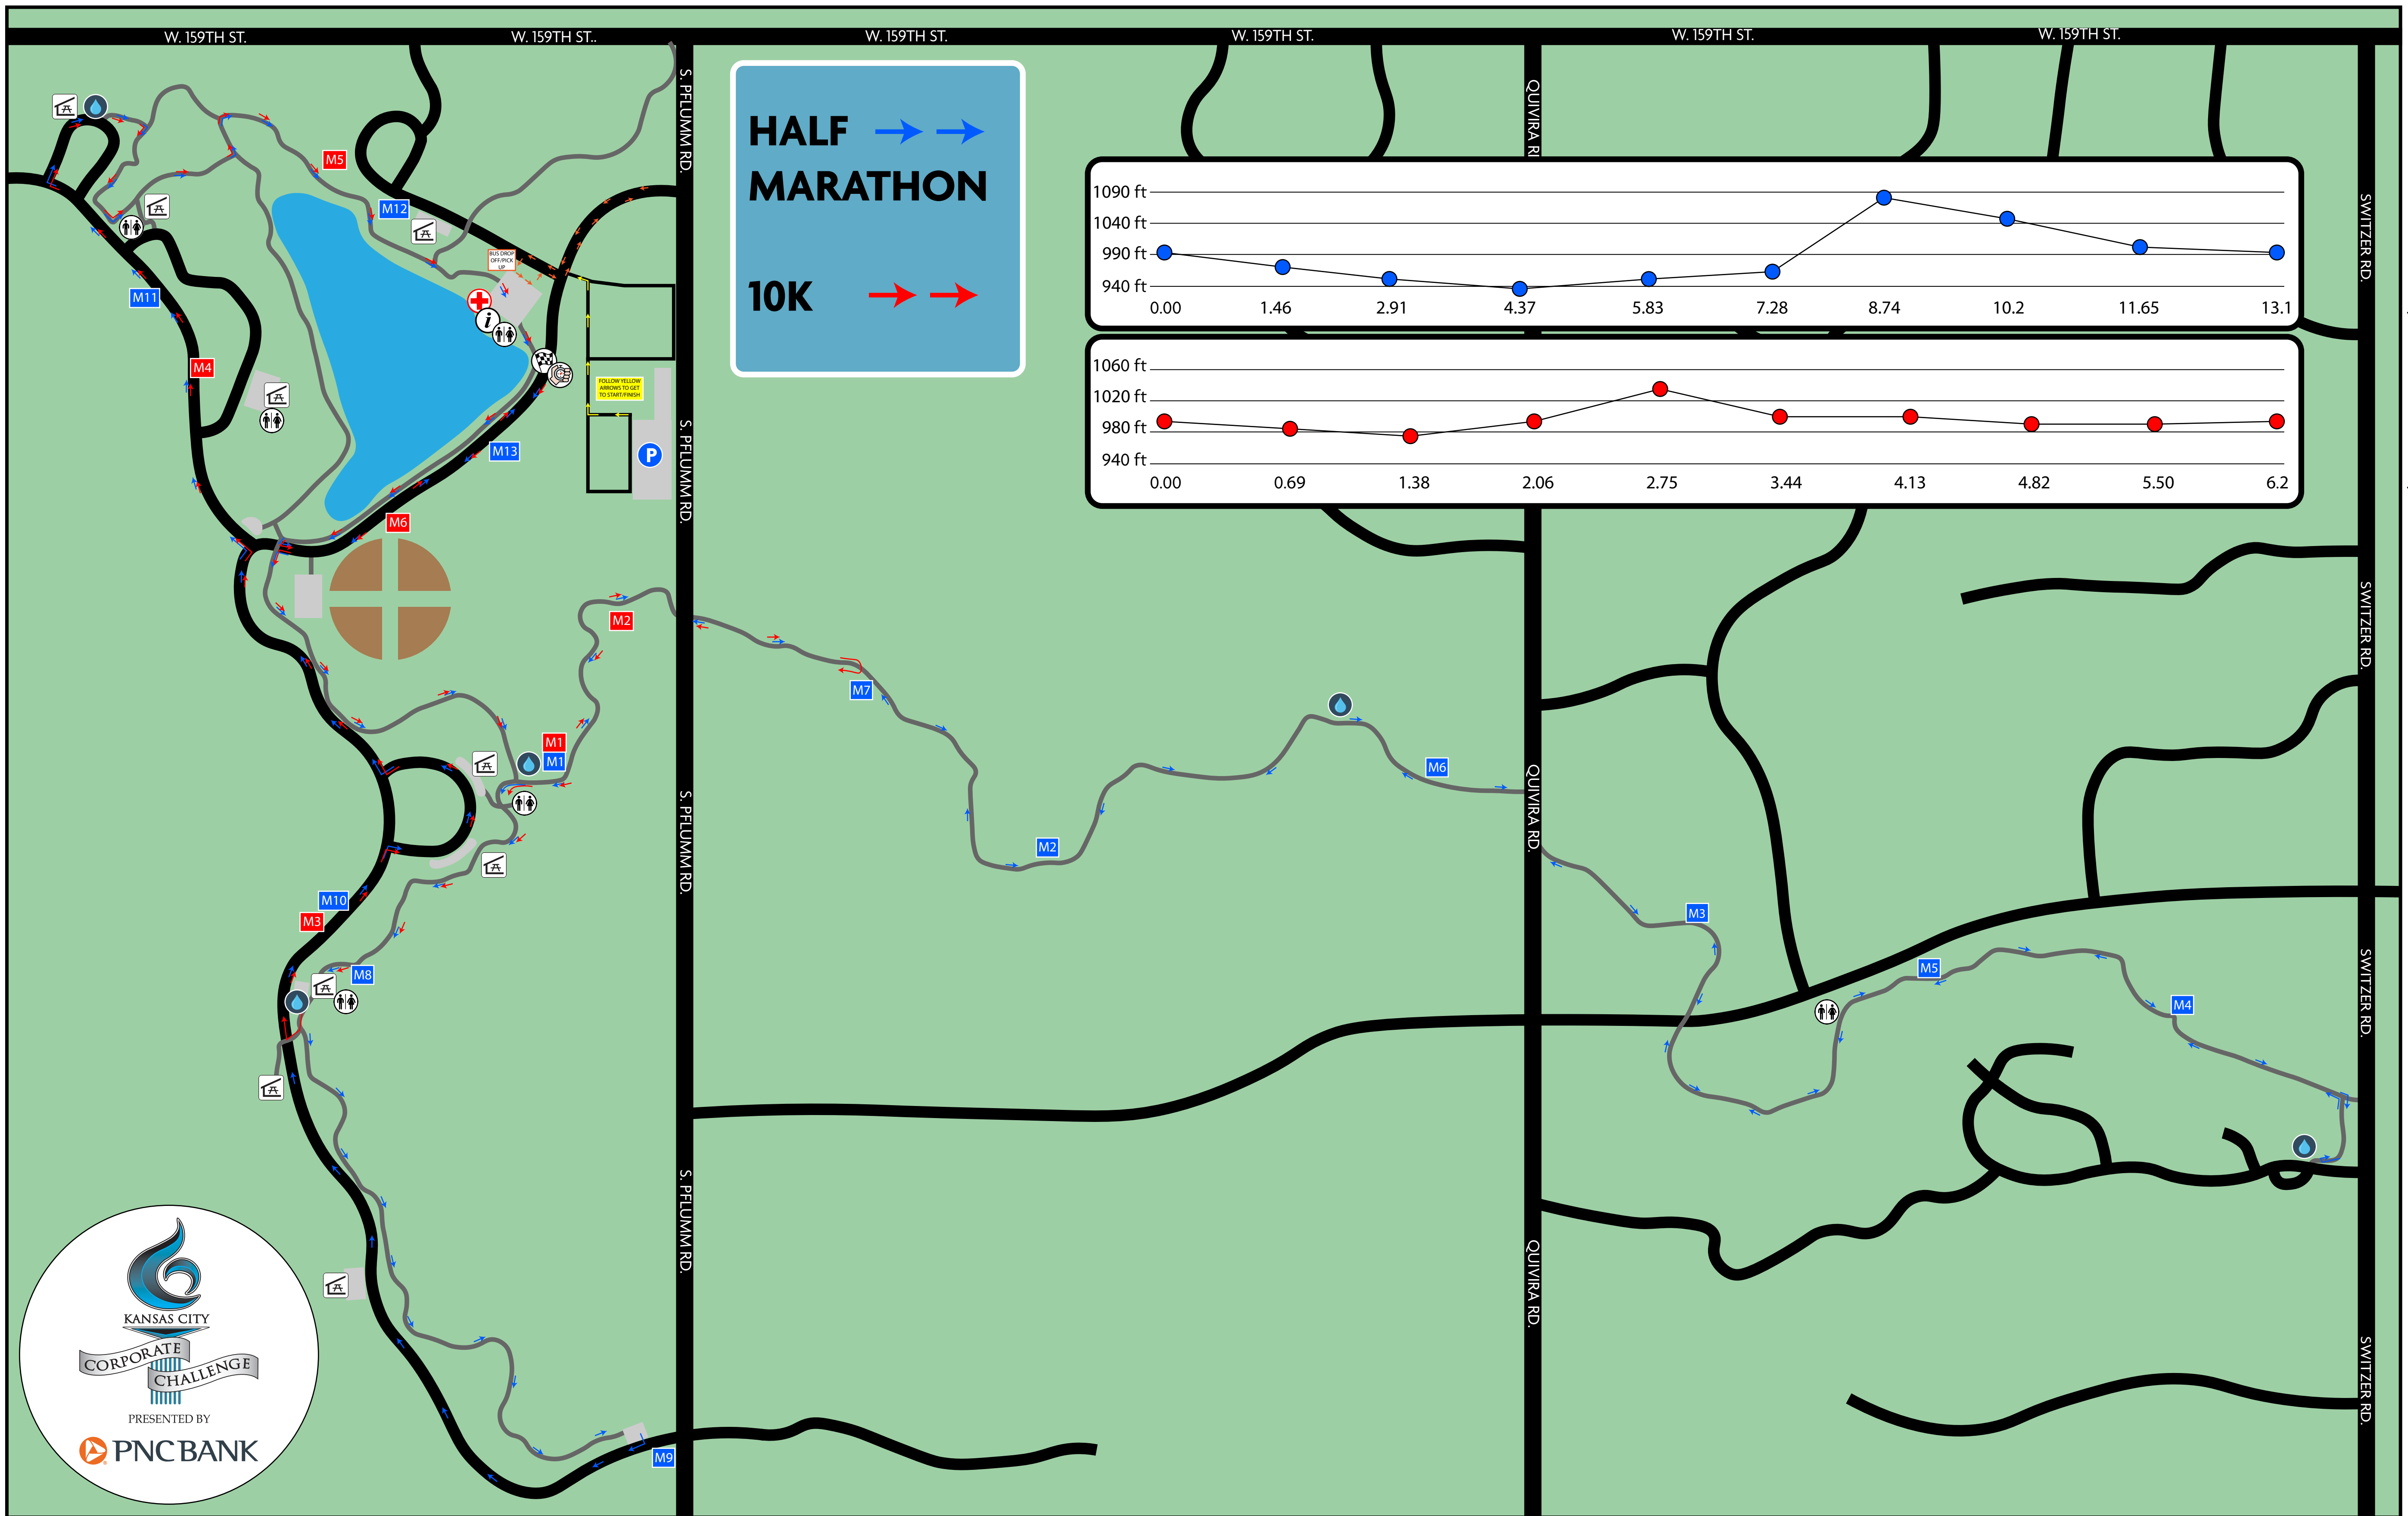 W. 159TH ST.
W. 159TH ST..
W. 159TH ST.
W. 159TH ST.
W. 159TH ST.
W. 159TH ST.
S. PFLUMM RD.
S. PFLUMM RD.
S. PFLUMM RD.
S. PFLUMM RD.
QUIVIRA RD.
QUIVIRA RD.
SWITZER RD.
SWITZER RD.
SWITZER RD.
SWITZER RD.
HALF
MARATHON
10K
1090 ft
1040 ft
990 ft
940 ft
0.00 1.46 2.91 4.37 5.83 7.28 8.74 10.2 11.65 13.1
1060 ft
1020 ft
980 ft
940 ft
0.00 0.69 1.38 2.06 2.75 3.44 4.13 4.82 5.50 6.2
M5
M12
BUS DROP
OFF/PICK
UP
M11
i
M4
FOLLOW YELLOW
ARROWS TO GET
TO START/FINISH
M13
P
M6
M2
M7
M1
M1
M6
M2
M10
M3
M3
M8
M5
M4
M9
KANSAS CITY
CORPORATE
CHALLENGE
PRESENTED BY
PNC BANK